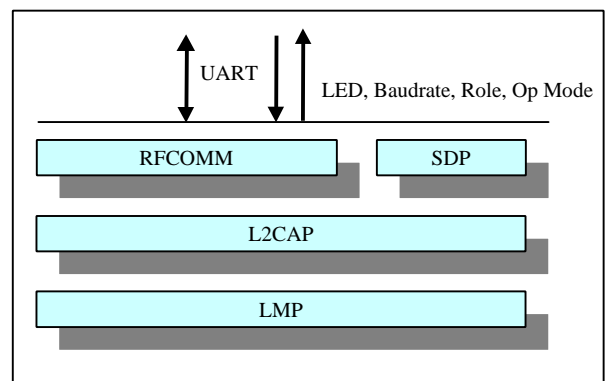 UART
LED, Baudrate, Role, Op Mode
RFCOMM
SDP
L2CAP
LMP